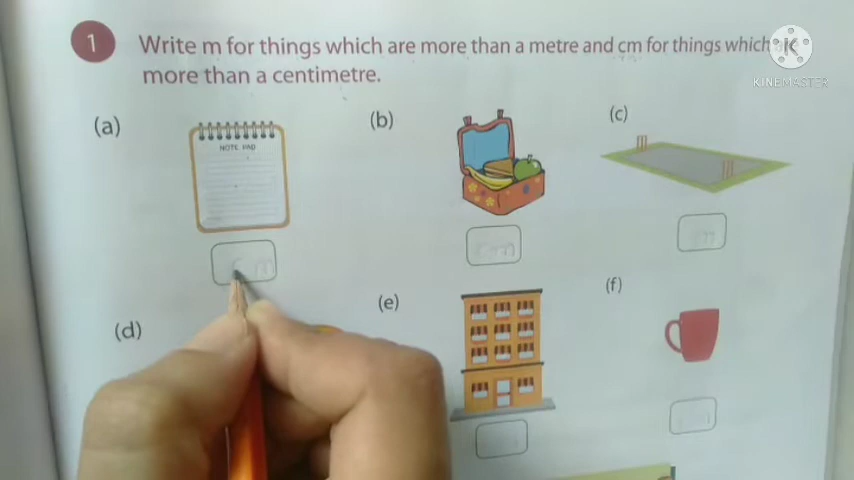 1 Write m for things which are more than a metre and cm for things which
KINEMASTER
more than a centimetre.
(a)
(b)
(c)
NOTE PAD
(d)
(e)
(f)